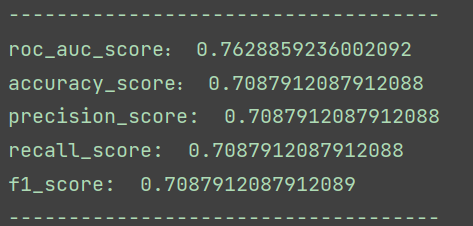 ------------------------------------
roc_auc_score： 0.7628859236002092
accuracy_score： 0.7087912087912088
precision_score:  0.7087912087912088
recall_score:  0.7087912087912088
f1_score:  0.7087912087912089
------------------------------------